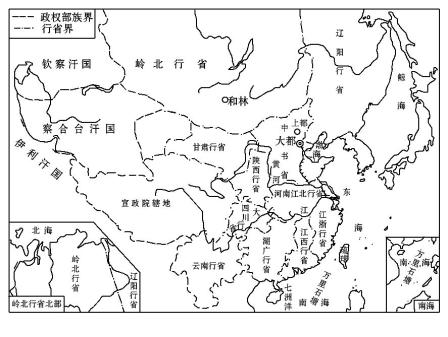 政权部族界
行省界
钦察汗国
岭北行省
辽阳行省
鲸海
和林
察合台汗国
上都
大都
中书省
渤海
伊利汗国
甘肃行省
陕西行省
黄河
河南江北行省
宣政院辖地
四川行省
大江
江浙行省
东海
江西行省
湖广行省
云南行省
七洲洋
万里石塘
南海
北海
岭北行省
辽阳行省
岭北行省北部
万里石塘
南海
南海